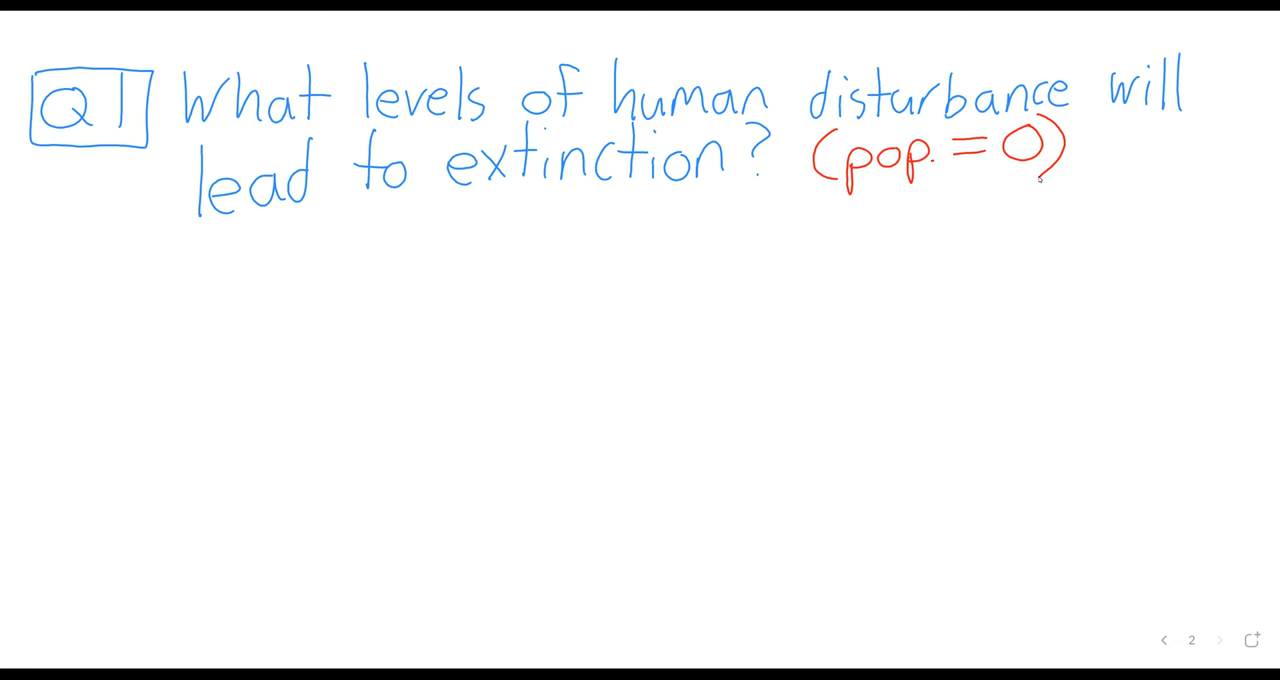 Q1 What levels of human disturbance will
lead to extinction? (pop. = 0)
2